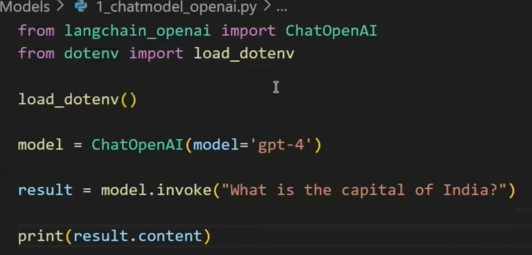 Models > 1_chatmodel_openai.py > ...
from langchain_openai import ChatOpenAI
from dotenv import load_dotenv
load_dotenv()
model = ChatOpenAI(model='gpt-4')
result = model.invoke("What is the capital of India?")
print(result.content)